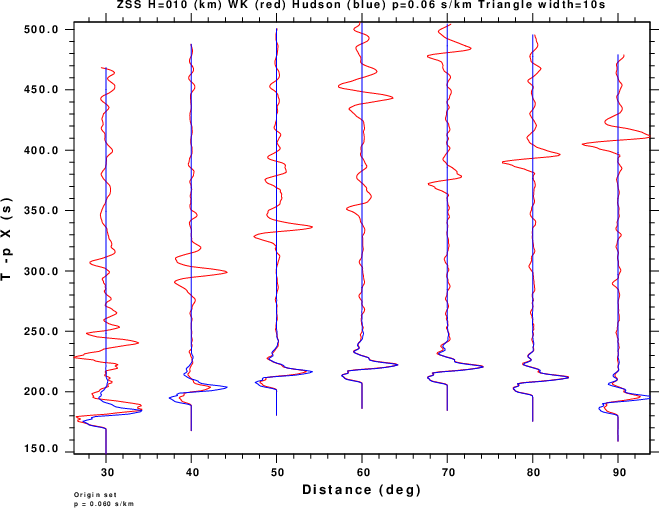 ZSS H=010 (km) WK (red) Hudson (blue) p=0.06 s/km Triangle width=10s
500.0
450.0
400.0
350.0
300.0
250.0
200.0
150.0
T -p X (s)
30 40 50 60 70 80 90
Distance (deg)
Origin set
p = 0.060 s/km